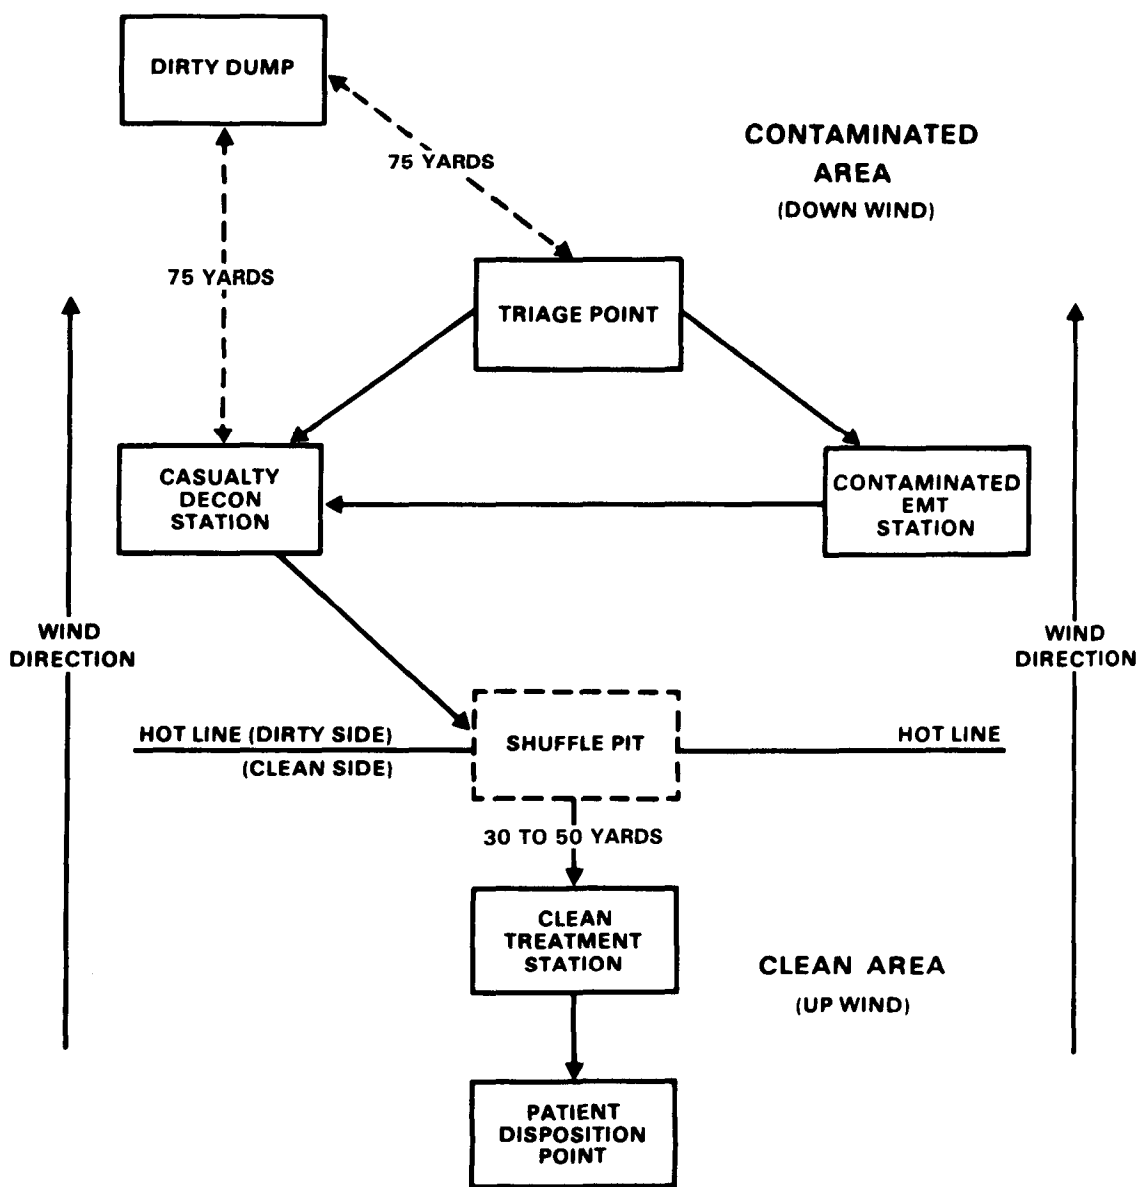 DIRTY DUMP
CONTAMINATED
AREA
(DOWN WIND)
75 YARDS
75 YARDS
TRIAGE POINT
CASUALTY
DECON
STATION
CONTAMINATED
EMT
STATION
WIND
DIRECTION
WIND
DIRECTION
HOT LINE (DIRTY SIDE)
(CLEAN SIDE)
SHUFFLE PIT
HOT LINE
30 TO 50 YARDS
CLEAN
TREATMENT
STATION
CLEAN AREA
(UP WIND)
PATIENT
DISPOSITION
POINT